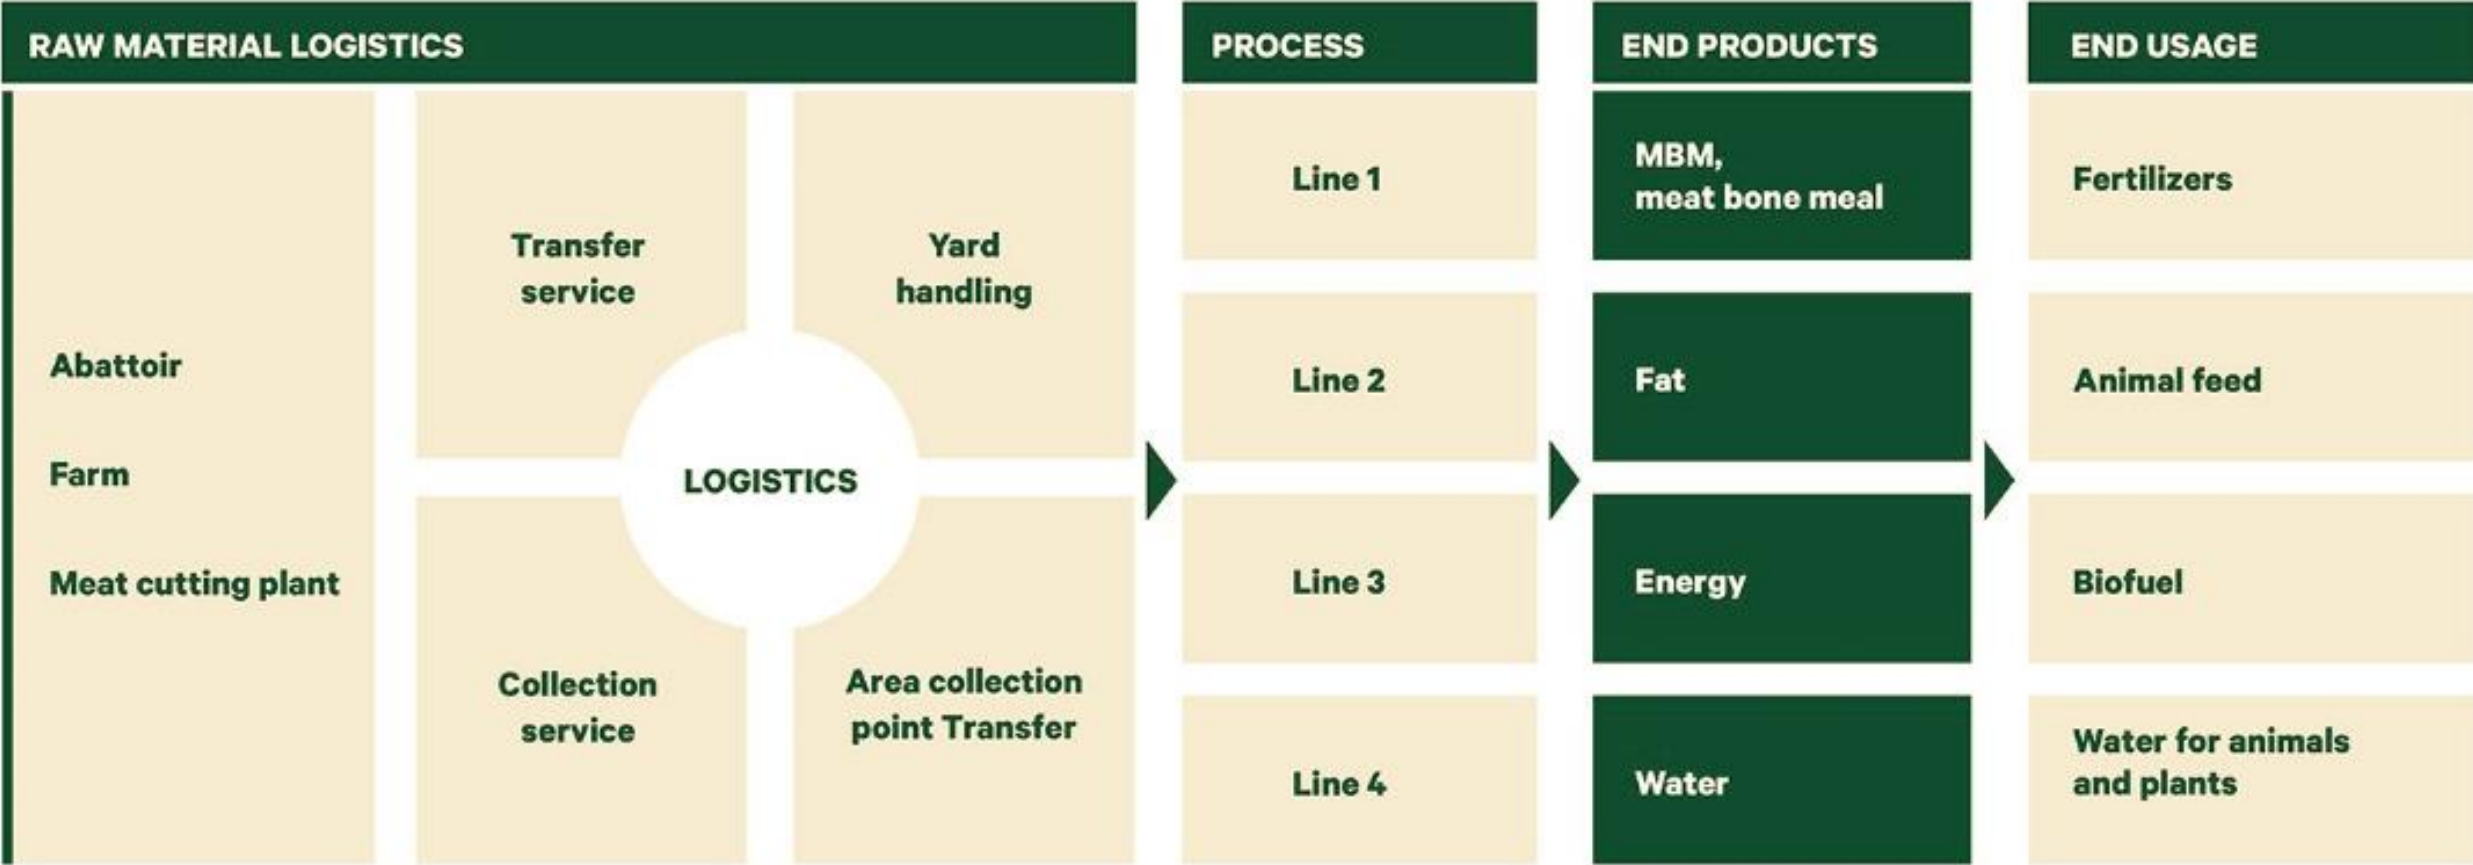 RAW MATERIAL LOGISTICS
Abattoir
Farm
Meat cutting plant
Transfer
service
Yard
handling
LOGISTICS
Collection
service
Area collection
point Transfer
PROCESS
Line 1
Line 2
Line 3
Line 4
END PRODUCTS
MBM,
meat bone meal
Fat
Energy
Water
END USAGE
Fertilizers
Animal feed
Biofuel
Water for animals
and plants